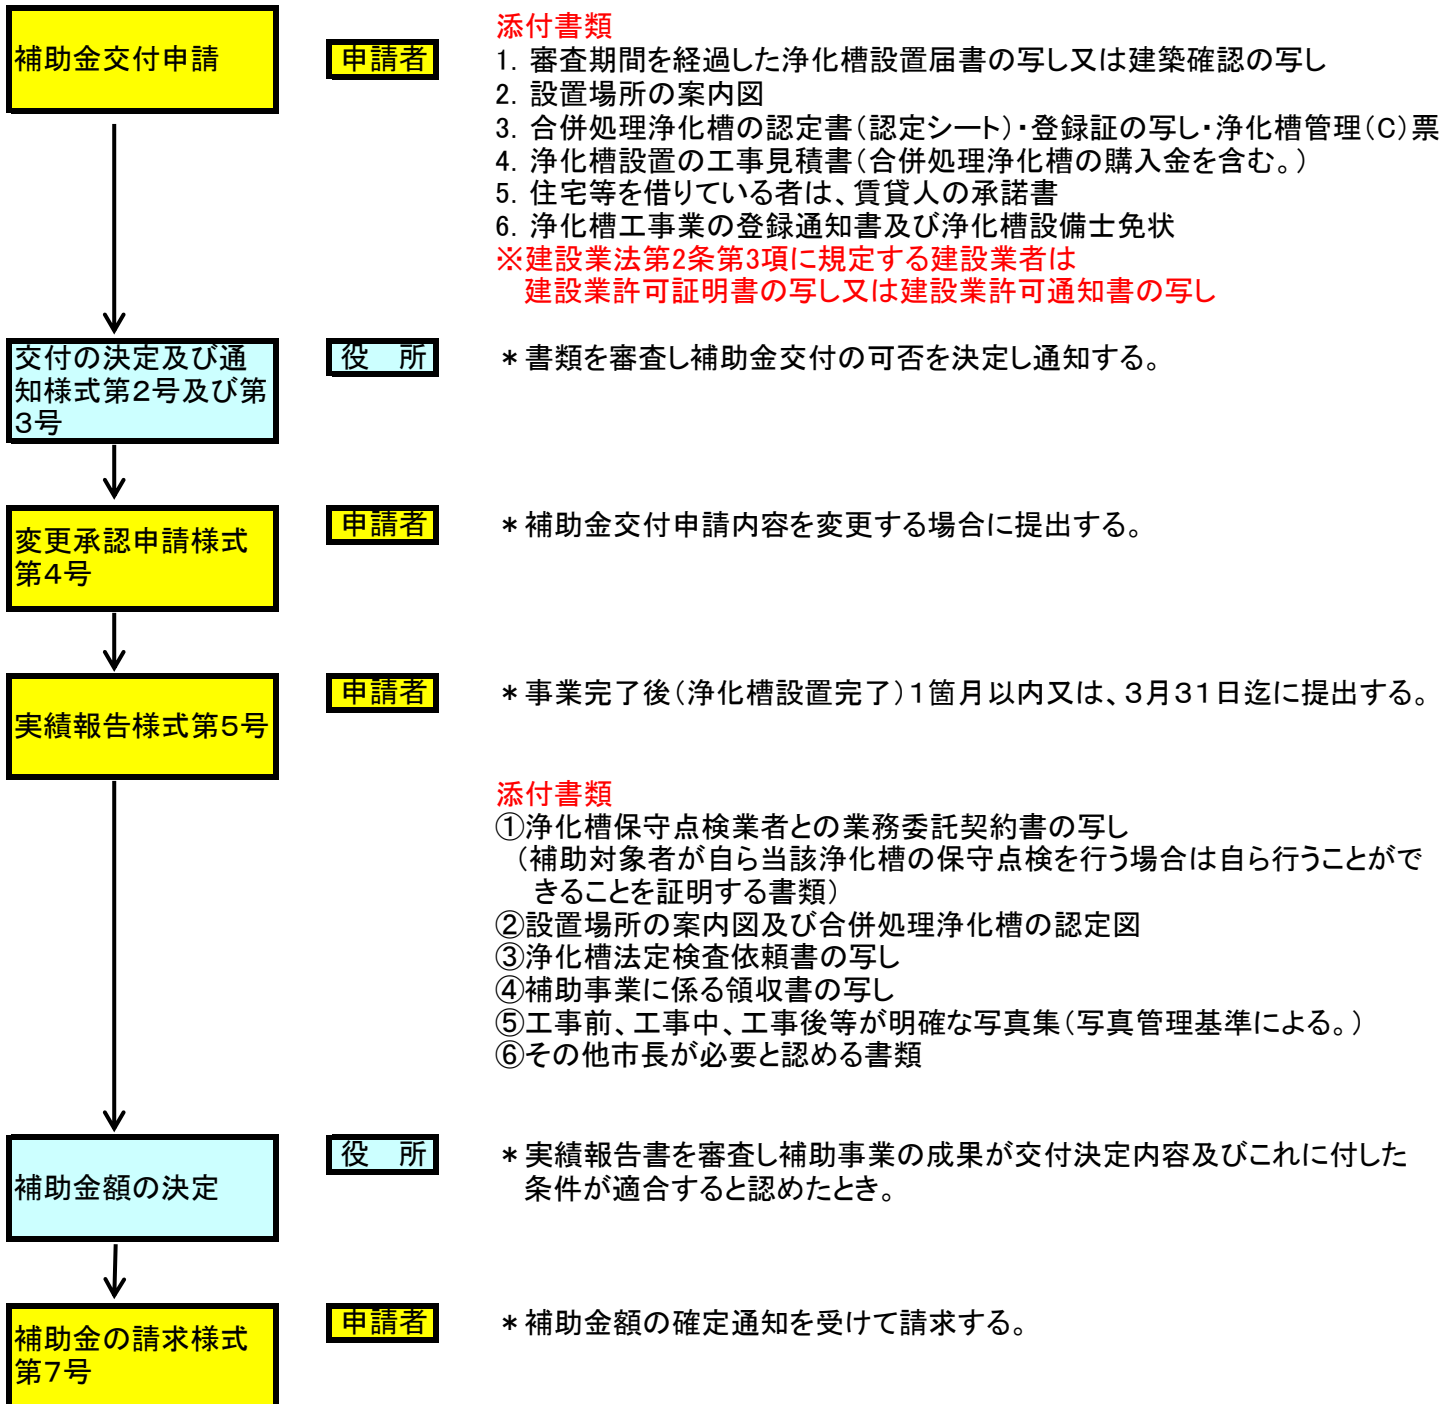 補助金交付申請
申請者
添付書類
1. 審査期間を経過した浄化槽設置届書の写し又は建築確認の写し
2. 設置場所の案内図
3. 合併処理浄化槽の認定書(認定シート)・登録証の写し・浄化槽管理(C)票
4. 浄化槽設置の工事見積書(合併処理浄化槽の購入金を含む。)
5. 住宅等を借りている者は、賃貸人の承諾書
6. 浄化槽工事業の登録通知書及び浄化槽設備士免状
※建設業法第2条第3項に規定する建設業者は
建設業許可証明書の写し又は建設業許可通知書の写し
交付の決定及び通
知様式第2号及び第
3号
役 所
*書類を審査し補助金交付の可否を決定し通知する。
変更承認申請様式
第4号
申請者
*補助金交付申請内容を変更する場合に提出する。
実績報告様式第5号
申請者
*事業完了後(浄化槽設置完了)1箇月以内又は、3月31日迄に提出する。
添付書類
①浄化槽保守点検業者との業務委託契約書の写し
(補助対象者が自ら当該浄化槽の保守点検を行う場合は自ら行うことがで
きることを証明する書類)
②設置場所の案内図及び合併処理浄化槽の認定図
③浄化槽法定検査依頼書の写し
④補助事業に係る領収書の写し
⑤工事前、工事中、工事後等が明確な写真集(写真管理基準による。)
⑥その他市長が必要と認める書類
補助金額の決定
役 所
*実績報告書を審査し補助事業の成果が交付決定内容及びこれに付した
条件が適合すると認めたとき。
補助金の請求様式
第7号
申請者
*補助金額の確定通知を受けて請求する。